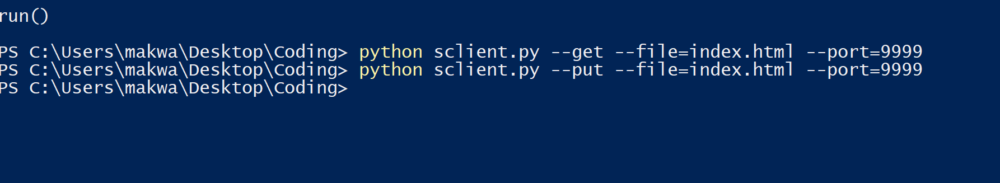 run()
PS C:\Users\makwa\Desktop\Coding> python sclient.py --get --file=index.html --port=9999
PS C:\Users\makwa\Desktop\Coding> python sclient.py --put --file=index.html --port=9999
PS C:\Users\makwa\Desktop\Coding>